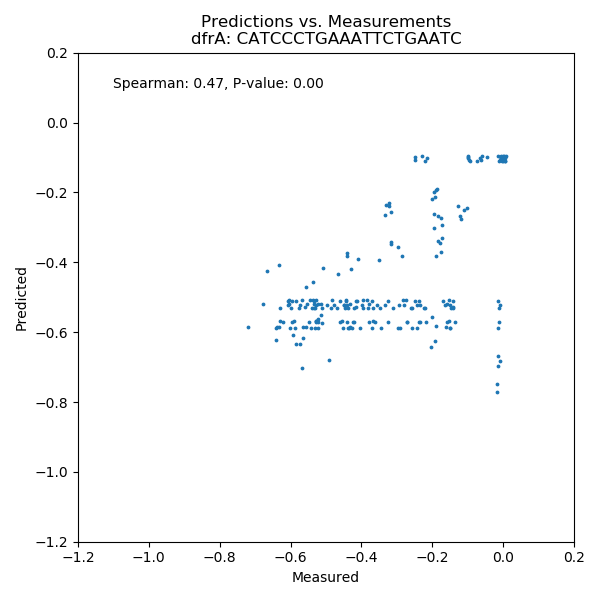 Predictions vs. Measurements
dfrA: CATCCCTGAAATTCTGAATC
Spearman: 0.47, P-value: 0.00
Predicted
0.2
0.0
−0.2
−0.4
−0.6
−0.8
−1.0
−1.2
−1.2 −1.0 −0.8 −0.6 −0.4 −0.2 0.0 0.2
Measured